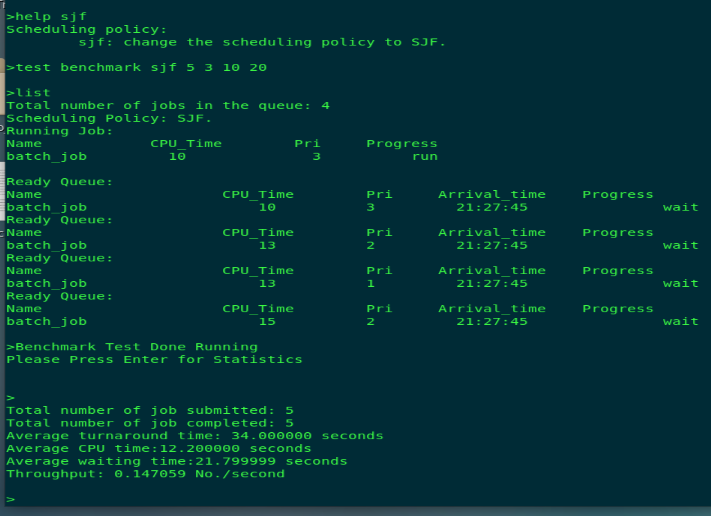 >help sjf
Scheduling policy:
sjf: change the scheduling policy to SJF.
>test benchmark sjf 5 3 10 20
>list
Total number of jobs in the queue: 4
Scheduling Policy: SJF.
Running Job:
Name CPU_Time Pri Progress
batch_job 10 3 run
Ready Queue:
Name CPU_Time Pri Arrival_time Progress
batch_job 10 3 21:27:45 wait
Ready Queue:
Name CPU_Time Pri Arrival_time Progress
batch_job 13 2 21:27:45 wait
Ready Queue:
Name CPU_Time Pri Arrival_time Progress
batch_job 13 1 21:27:45 wait
Ready Queue:
Name CPU_Time Pri Arrival_time Progress
batch_job 15 2 21:27:45 wait
>Benchmark Test Done Running
Please Press Enter for Statistics
>
Total number of job submitted: 5
Total number of job completed: 5
Average turnaround time: 34.000000 seconds
Average CPU time:12.200000 seconds
Average waiting time:21.799999 seconds
Throughput: 0.147059 No./second
>